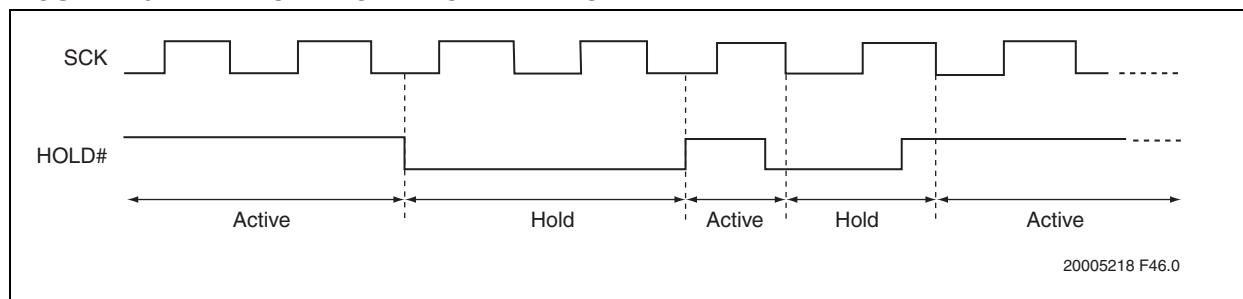 SCK
HOLD#
Active Hold Active Hold Active
20005218 F46.0